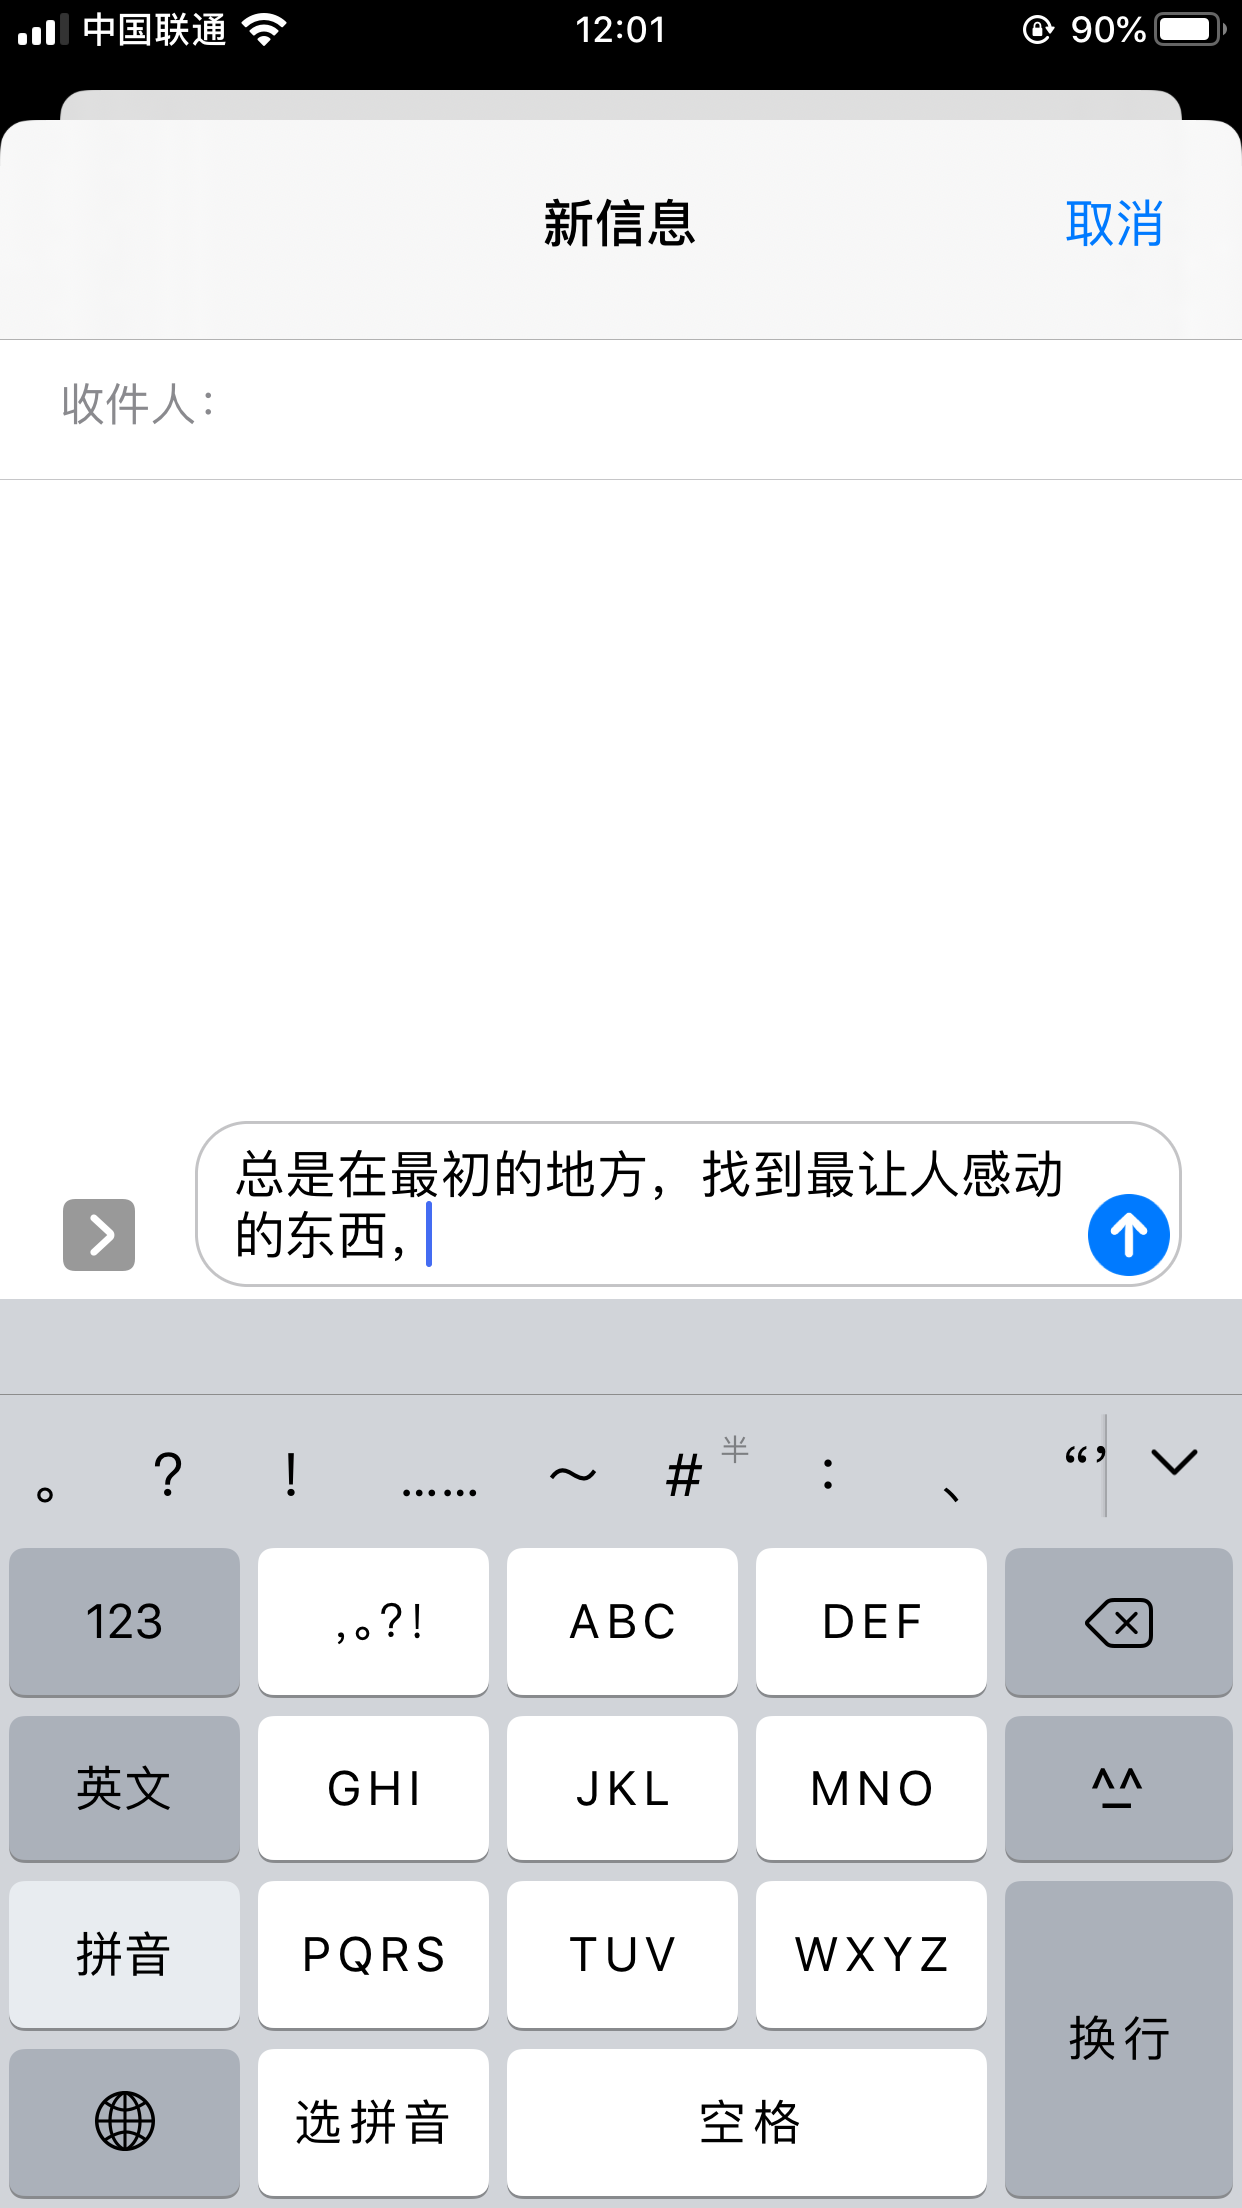 中国联通 12:01 90%
新信息 取消
收件人：
总是在最初的地方，找到最让人感动
的东西，
。 ? ! …… ～ # 半 ： 、 “’
123 ,。?! ABC DEF
英文 GHI JKL MNO ^_^
拼音 PQRS TUV WXYZ
换行
选拼音 空格